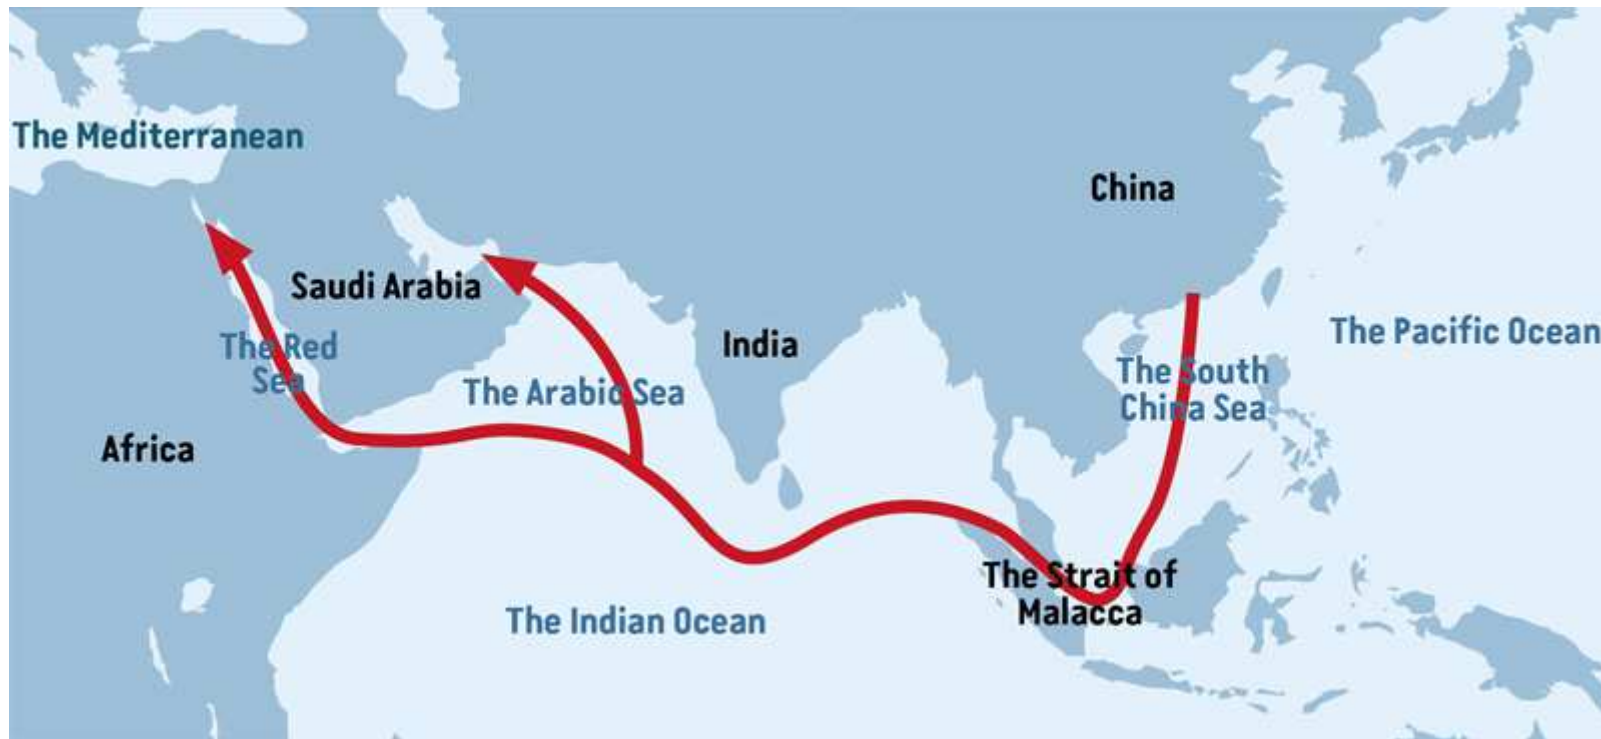 The Mediterranean
China
Saudi Arabia
The Red
Sea
India
The Pacific Ocean
The Arabic Sea
The South
China Sea
Africa
The Strait of
Malacca
The Indian Ocean